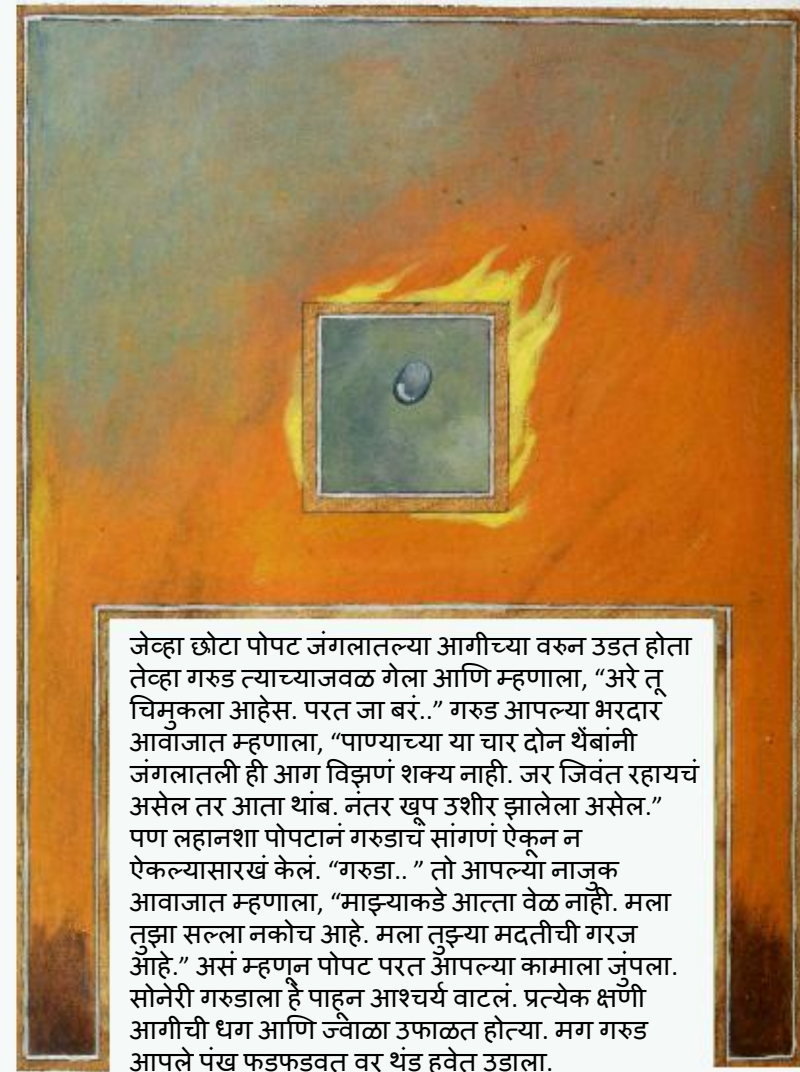 जेव्हा छोटा पोपट जंगलातल्या आगीच्या वरुन उडत होता
तेव्हा गरुड त्याच्याजवळ गेला आणि म्हणाला, “अरे तू
चिमुकला आहेस. परत जा बरं..” गरुड आपल्या भरदार
आवाजात म्हणाला, “पाण्याच्या या चार दोन थेंबांनी
जंगलातली ही आग विझणं शक्य नाही. जर जिवंत रहायचं
असेल तर आता थांब. नंतर खूप उशीर झालेला असेल.”
पण लहानशा पोपटानं गरुडाचं सांगणं ऐकून न
ऐकल्यासारखं केलं. “गरुडा.. ” तो आपल्या नाजुक
आवाजात म्हणाला, “माझ्याकडे आत्ता वेळ नाही. मला
तुझा सल्ला नकोच आहे. मला तुझ्या मदतीची गरज
आहे.” असं म्हणून पोपट परत आपल्या कामाला जुंपला.
सोनेरी गरुडाला हे पाहून आश्चर्य वाटलं. प्रत्येक क्षणी
आगीची धग आणि ज्वाळा उफाळत होत्या. मग गरुड
आपले पंख फडफडवत वर थंड हवेत उडाला.